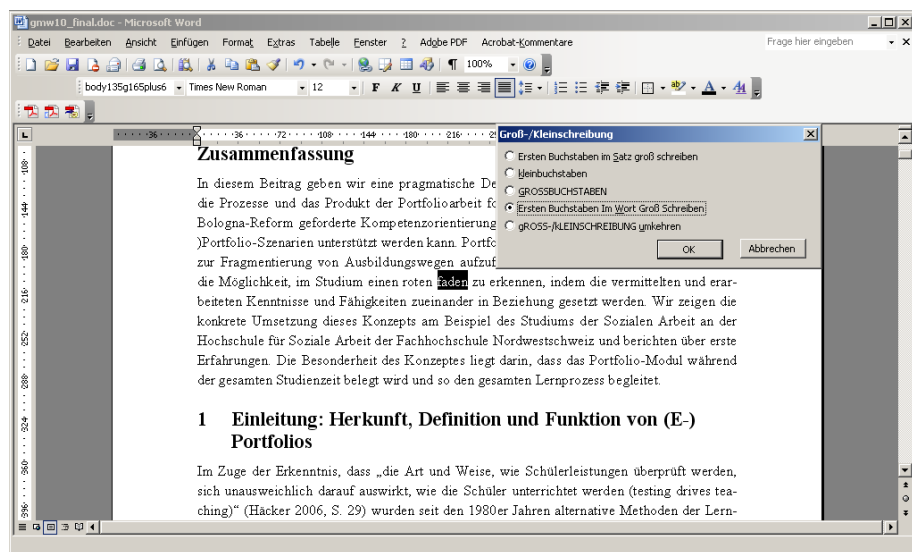 gmw10_final.doc - Microsoft Word
Datei Bearbeiten Ansicht Einfügen Format Extras Tabelle Fenster ? Adobe PDF Acrobat-Kommentare Frage hier eingeben
100%
body135g165plus6 Times New Roman 12 F K U
36 36 72 108 144 180 216
Groß-/Kleinschreibung
Ersten Buchstaben im Satz groß schreiben
kleinbuchstaben
GROSSBUCHSTABEN
Ersten Buchstaben Im Wort Groß Schreiben
gROSS-/kLEINSCHREIBUNG umkehren
OK Abbrechen
Zusammenfassung
In diesem Beitrag geben wir eine pragmatische De
die Prozesse und das Produkt der Portfolioarbeit fo
Bologna-Reform geforderte Kompetenzorientierung
)Portfolio-Szenarien unterstützt werden kann. Portfo
zur Fragmentierung von Ausbildungswegen aufzuf
die Möglichkeit, im Studium einen roten faden zu erkennen, indem die vermittelten und erar-
beiteten Kenntnisse und Fähigkeiten zueinander in Beziehung gesetzt werden. Wir zeigen die
konkrete Umsetzung dieses Konzepts am Beispiel des Studiums der Sozialen Arbeit an der
Hochschule für Soziale Arbeit der Fachhochschule Nordwestschweiz und berichten über erste
Erfahrungen. Die Besonderheit des Konzeptes liegt darin, dass das Portfolio-Modul während
der gesamten Studienzeit belegt wird und so den gesamten Lernprozess begleitet.
1 Einleitung: Herkunft, Definition und Funktion von (E-)
Portfolios
Im Zuge der Erkenntnis, dass „die Art und Weise, wie Schülerleistungen überprüft werden,
sich unausweichlich darauf auswirkt, wie die Schüler unterrichtet werden (testing drives tea-
ching)“ (Häcker 2006, S. 29) wurden seit den 1980er Jahren alternative Methoden der Lern-